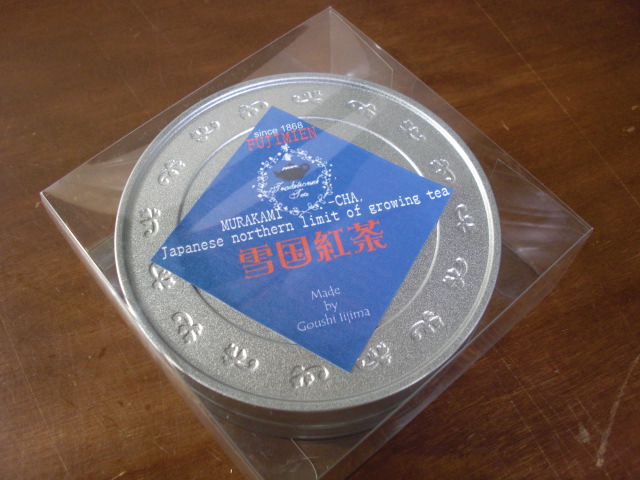 since 1868
FUJIMIEN
Traditional
Tea
MURAKAMI -CHA,
Japanese northern limit of growing tea
雪国紅茶
Made
by
Goushi Iijima